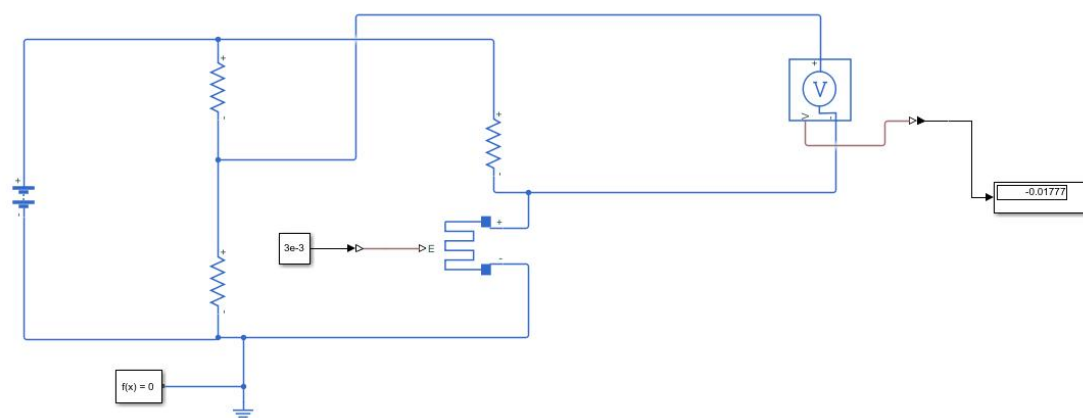 +
+
-
+
-
+
V
V
-
-0.01777
+
-
+
-
3e-3
E
+
-
f(x) = 0